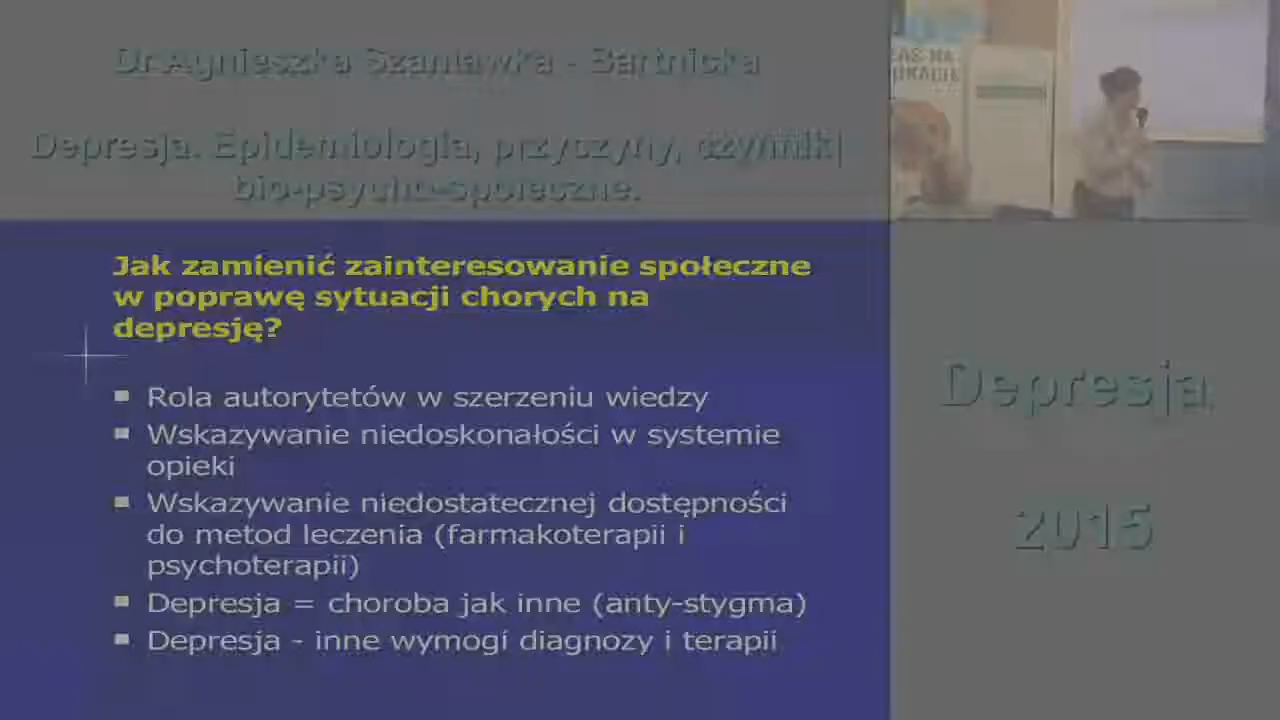 Dr Agnieszka Szaniawka - Bartnicka
Depresja. Epidemiologia, przyczyny, czynniki
bio-psycho-społeczne.
Jak zamienić zainteresowanie społeczne
w poprawę sytuacji chorych na
depresję?
Rola autorytetów w szerzeniu wiedzy
Wskazywanie niedoskonałości w systemie
opieki
Wskazywanie niedostatecznej dostępności
do metod leczenia (farmakoterapii i
psychoterapii)
Depresja = choroba jak inne (anty-stygma)
Depresja - inne wymogi diagnozy i terapii
Depresja
2015